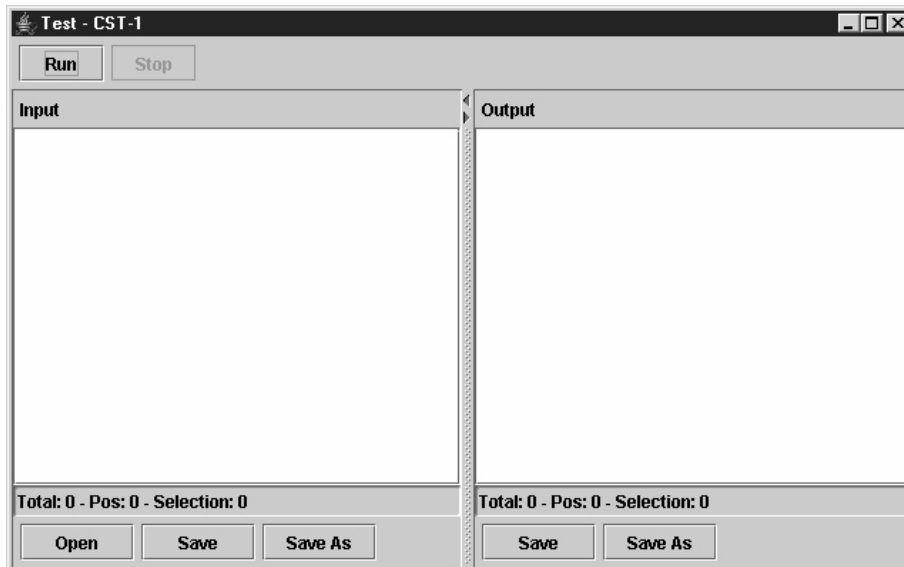 Test - CST-1
Run Stop
Input
Output
Total: 0 - Pos: 0 - Selection: 0
Total: 0 - Pos: 0 - Selection: 0
Open Save Save As
Save Save As